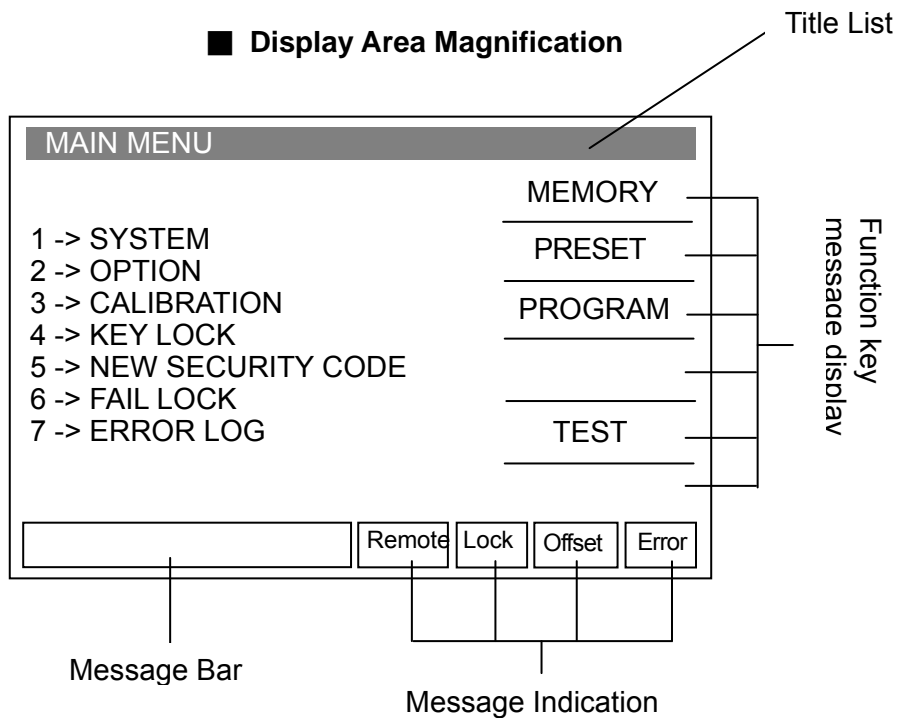 Title List
■ Display Area Magnification
MAIN MENU
MEMORY
1 -> SYSTEM
PRESET
2 -> OPTION
3 -> CALIBRATION
PROGRAM
4 -> KEY LOCK
5 -> NEW SECURITY CODE
6 -> FAIL LOCK
7 -> ERROR LOG
TEST
Function key
message display
Remote Lock Offset Error
Message Bar
Message Indication